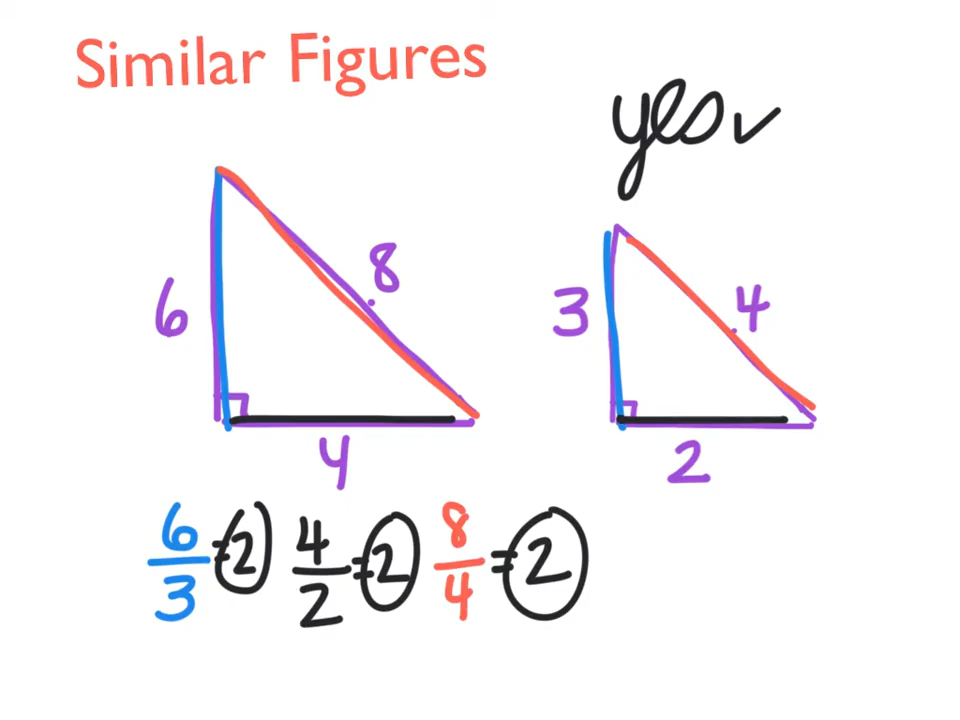 Similar Figures
yes✓
6
8
4
3
4
2
6/3 =2 4/2 =2 8/4 =2